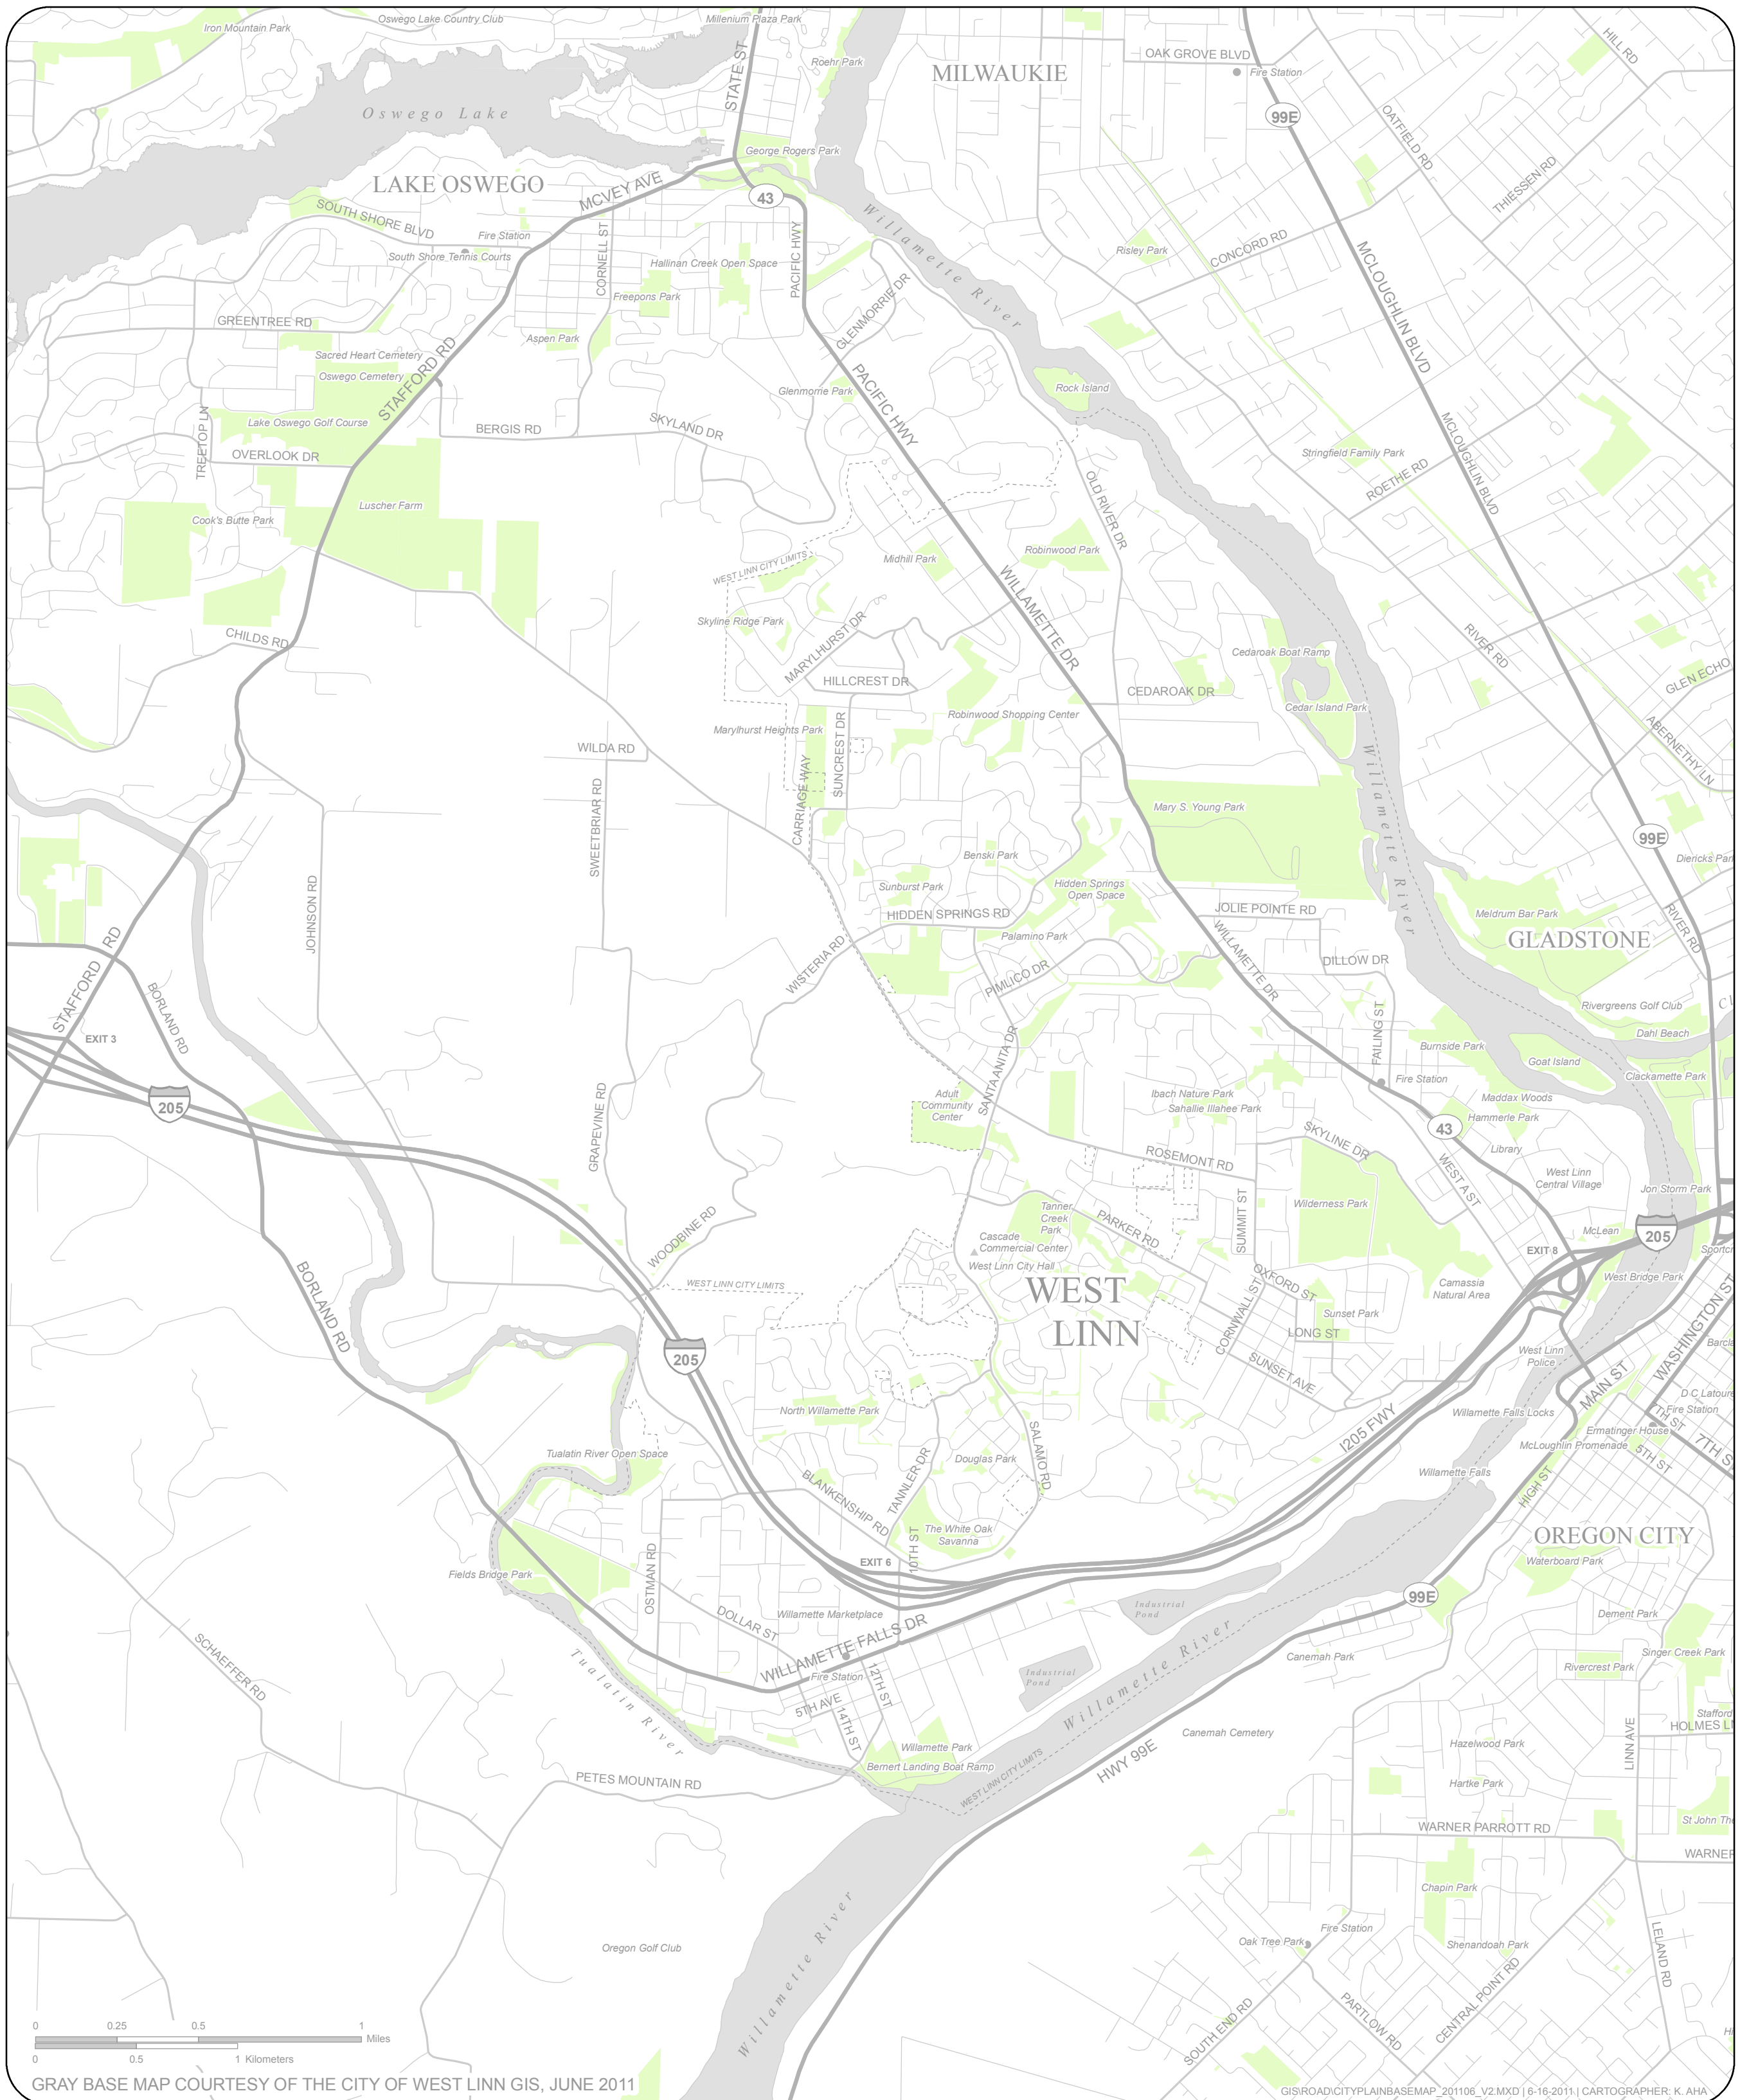 Iron Mountain Park
Oswego Lake Country Club
Millenium Plaza Park
Roehr Park
STATE ST
MILWAUKIE
OAK GROVE BLVD
Fire Station
99E
HILL RD
OATFIELD RD
THIESSEN RD
Oswego Lake
George Rogers Park
LAKE OSWEGO
MCVEY AVE
43
SOUTH SHORE BLVD
Fire Station
South Shore Tennis Courts
CORNELL ST
Hallinan Creek Open Space
Freepons Park
PACIFIC HWY
Willamette River
Risley Park
CONCORD RD
MCLOUGHLIN BLVD
GREENTREE RD
Aspen Park
GLENMORRIE DR
Sacred Heart Cemetery
Oswego Cemetery
STAFFORD RD
Glenmorrie Park
PACIFIC HWY
Rock Island
TREETOP LN
Lake Oswego Golf Course
BERGIS RD
SKYLAND DR
OVERLOOK DR
MCLOUGHLIN BLVD
Stringfield Family Park
ROETHE RD
Luscher Farm
Cook's Butte Park
OLD RIVER DR
Robinwood Park
Midhill Park
WEST LINN CITY LIMITS
WILLAMETTE DR
Skyline Ridge Park
MARYLHURST DR
CHILDS RD
HILLCREST DR
Cedaroak Boat Ramp
RIVER RD
GLEN ECHO
CEDAROAK DR
Cedar Island Park
Robinwood Shopping Center
Marylhurst Heights Park
SUNCREST DR
ABERNETHY LN
WILDA RD
CARRIAGE WAY
SWEETBRIAR RD
Willamette River
Mary S. Young Park
99E
Benski Park
Diericks Par
Sunburst Park
Hidden Springs
Open Space
JOHNSON RD
HIDDEN SPRINGS RD
JOLIE POINTE RD
Meldrum Bar Park
GLADSTONE
RIVER RD
Palamino Park
WILLAMETTE DR
WISTERIA RD
PIMLICO DR
DILLOW DR
STAFFORD RD
BORLAND RD
EXIT 3
Rivergreens Golf Club
FAILING ST
Dahl Beach
Burnside Park
Goat Island
Clackamette Park
SANTA ANITA DR
205
Fire Station
Adult
Community
Center
Ibach Nature Park
Sahallie Illahee Park
Maddax Woods
Hammerle Park
GRAPEVINE RD
43
SKYLINE DR
ROSEMONT RD
Library
WEST A ST
West Linn
Central Village
Jon Storm Park
Tanner
Creek
Park
PARKER RD
SUMMIT ST
Wilderness Park
WOODBINE RD
McLean
205
Cascade
Commercial Center
West Linn City Hall
EXIT 8
Sportcr
WEST LINN CITY LIMITS
WEST
LINN
OXFORD ST
Camassia
Natural Area
West Bridge Park
BORLAND RD
Sunset Park
CORNWALL ST
LONG ST
WASHINGTON ST
205
SUNSET AVE
West Linn
Police
Barcla
MAIN ST
D C Latoure
North Willamette Park
Willamette Falls Locks
Fire Station
7TH ST
Ermatinger House
7TH S
I205 FWY
McLoughlin Promenade
5TH ST
Tualatin River Open Space
SALAMO RD
Douglas Park
TANNLER DR
Willamette Falls
BLANKENSHIP RD
HIGH ST
The White Oak
Savanna
OREGON CITY
10TH ST
EXIT 6
Waterboard Park
Fields Bridge Park
OSTMAN RD
99E
Industrial
Pond
DOLLAR ST
Willamette Marketplace
Dement Park
WILLAMETTE FALLS DR
Singer Creek Park
Canemah Park
Rivercrest Park
Tualatin River
Fire Station
12TH ST
Industrial
Pond
Willamette River
5TH AVE
14TH ST
SCHAEFFER RD
Stafford
HOLMES L
Canemah Cemetery
Willamette Park
Hazelwood Park
LINN AVE
Bernert Landing Boat Ramp
HWY 99E
PETES MOUNTAIN RD
WEST LINN CITY LIMITS
Hartke Park
WARNER PARROTT RD
St John The
WARNER
Chapin Park
Willamette River
Oregon Golf Club
Fire Station
Oak Tree Park
Shenandoah Park
LELAND RD
CENTRAL POINT RD
PARTLOW RD
SOUTH END RD
0 0.25 0.5 1
Miles
0 0.5 1 Kilometers
GRAY BASE MAP COURTESY OF THE CITY OF WEST LINN GIS, JUNE 2011
GIS\ROAD\CITYPLAINBASEMAP_201106_V2.MXD | 6-16-2011 | CARTOGRAPHER: K. AHA